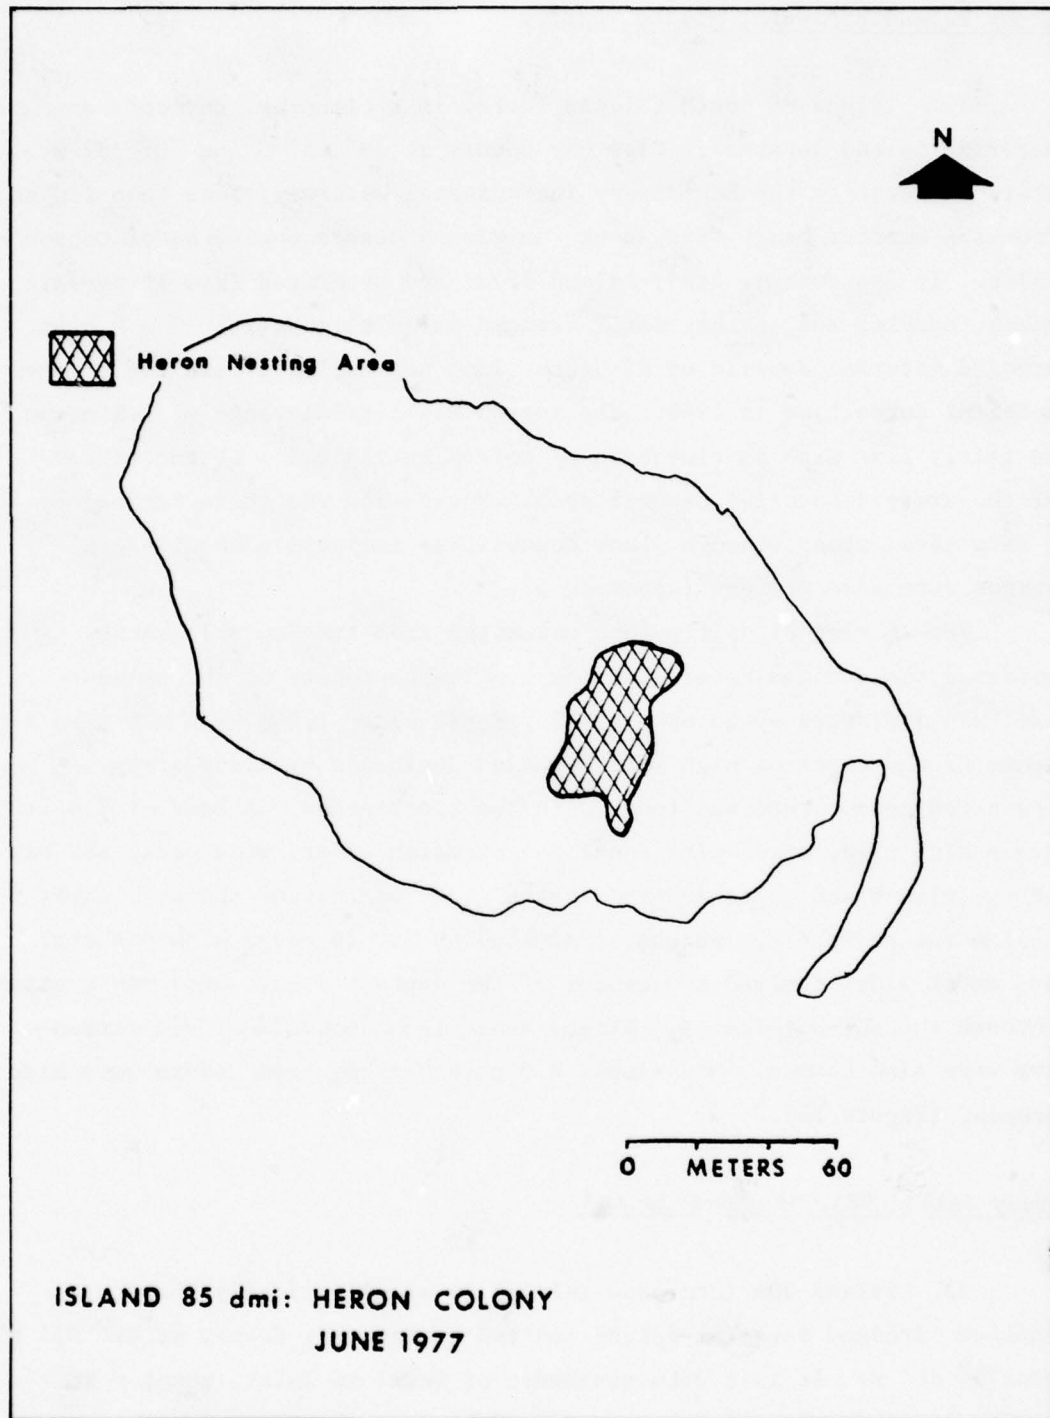 N
Heron Nesting Area
0 METERS 60
ISLAND 85 dmi: HERON COLONY
JUNE 1977